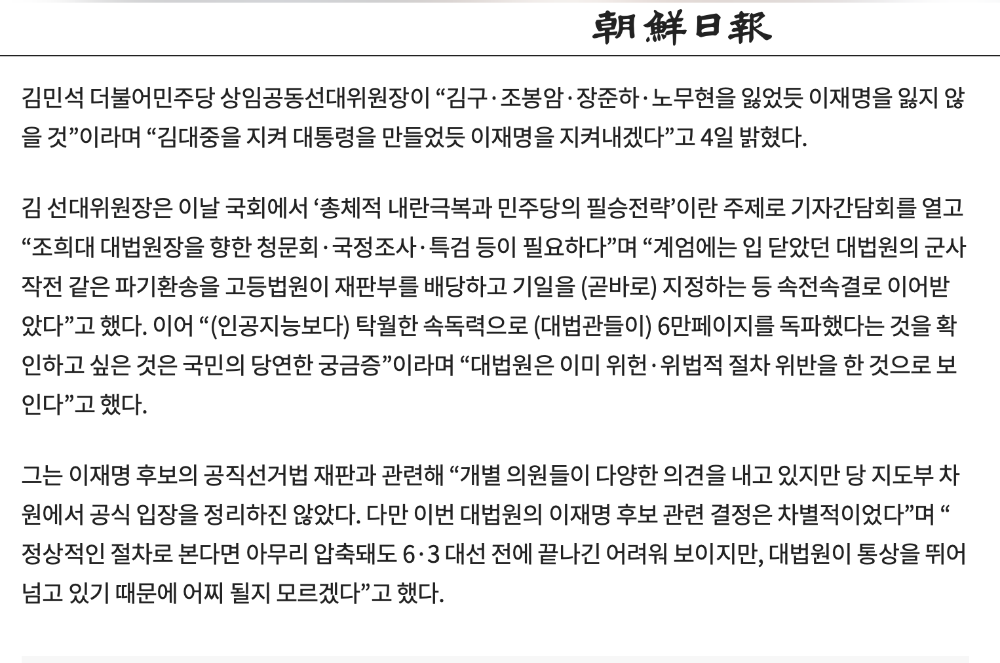 朝鮮日報
김민석 더불어민주당 상임공동선대위원장이 “김구·조봉암·장준하·노무현을 잃었듯 이재명을 잃지 않
을 것”이라며 “김대중을 지켜 대통령을 만들었듯 이재명을 지켜내겠다”고 4일 밝혔다.
김 선대위원장은 이날 국회에서 ‘총체적 내란극복과 민주당의 필승전략’이란 주제로 기자간담회를 열고
“조희대 대법원장을 향한 청문회·국정조사·특검 등이 필요하다”며 “계엄에는 입 닫았던 대법원의 군사
작전 같은 파기환송을 고등법원이 재판부를 배당하고 기일을 (곧바로) 지정하는 등 속전속결로 이어받
았다”고 했다. 이어 “(인공지능보다) 탁월한 속독력으로 (대법관들이) 6만페이지를 독파했다는 것을 확
인하고 싶은 것은 국민의 당연한 궁금증”이라며 “대법원은 이미 위헌·위법적 절차 위반을 한 것으로 보
인다”고 했다.
그는 이재명 후보의 공직선거법 재판과 관련해 “개별 의원들이 다양한 의견을 내고 있지만 당 지도부 차
원에서 공식 입장을 정리하진 않았다. 다만 이번 대법원의 이재명 후보 관련 결정은 차별적이었다”며 “
정상적인 절차로 본다면 아무리 압축돼도 6·3 대선 전에 끝나긴 어려워 보이지만, 대법원이 통상을 뛰어
넘고 있기 때문에 어찌 될지 모르겠다”고 했다.